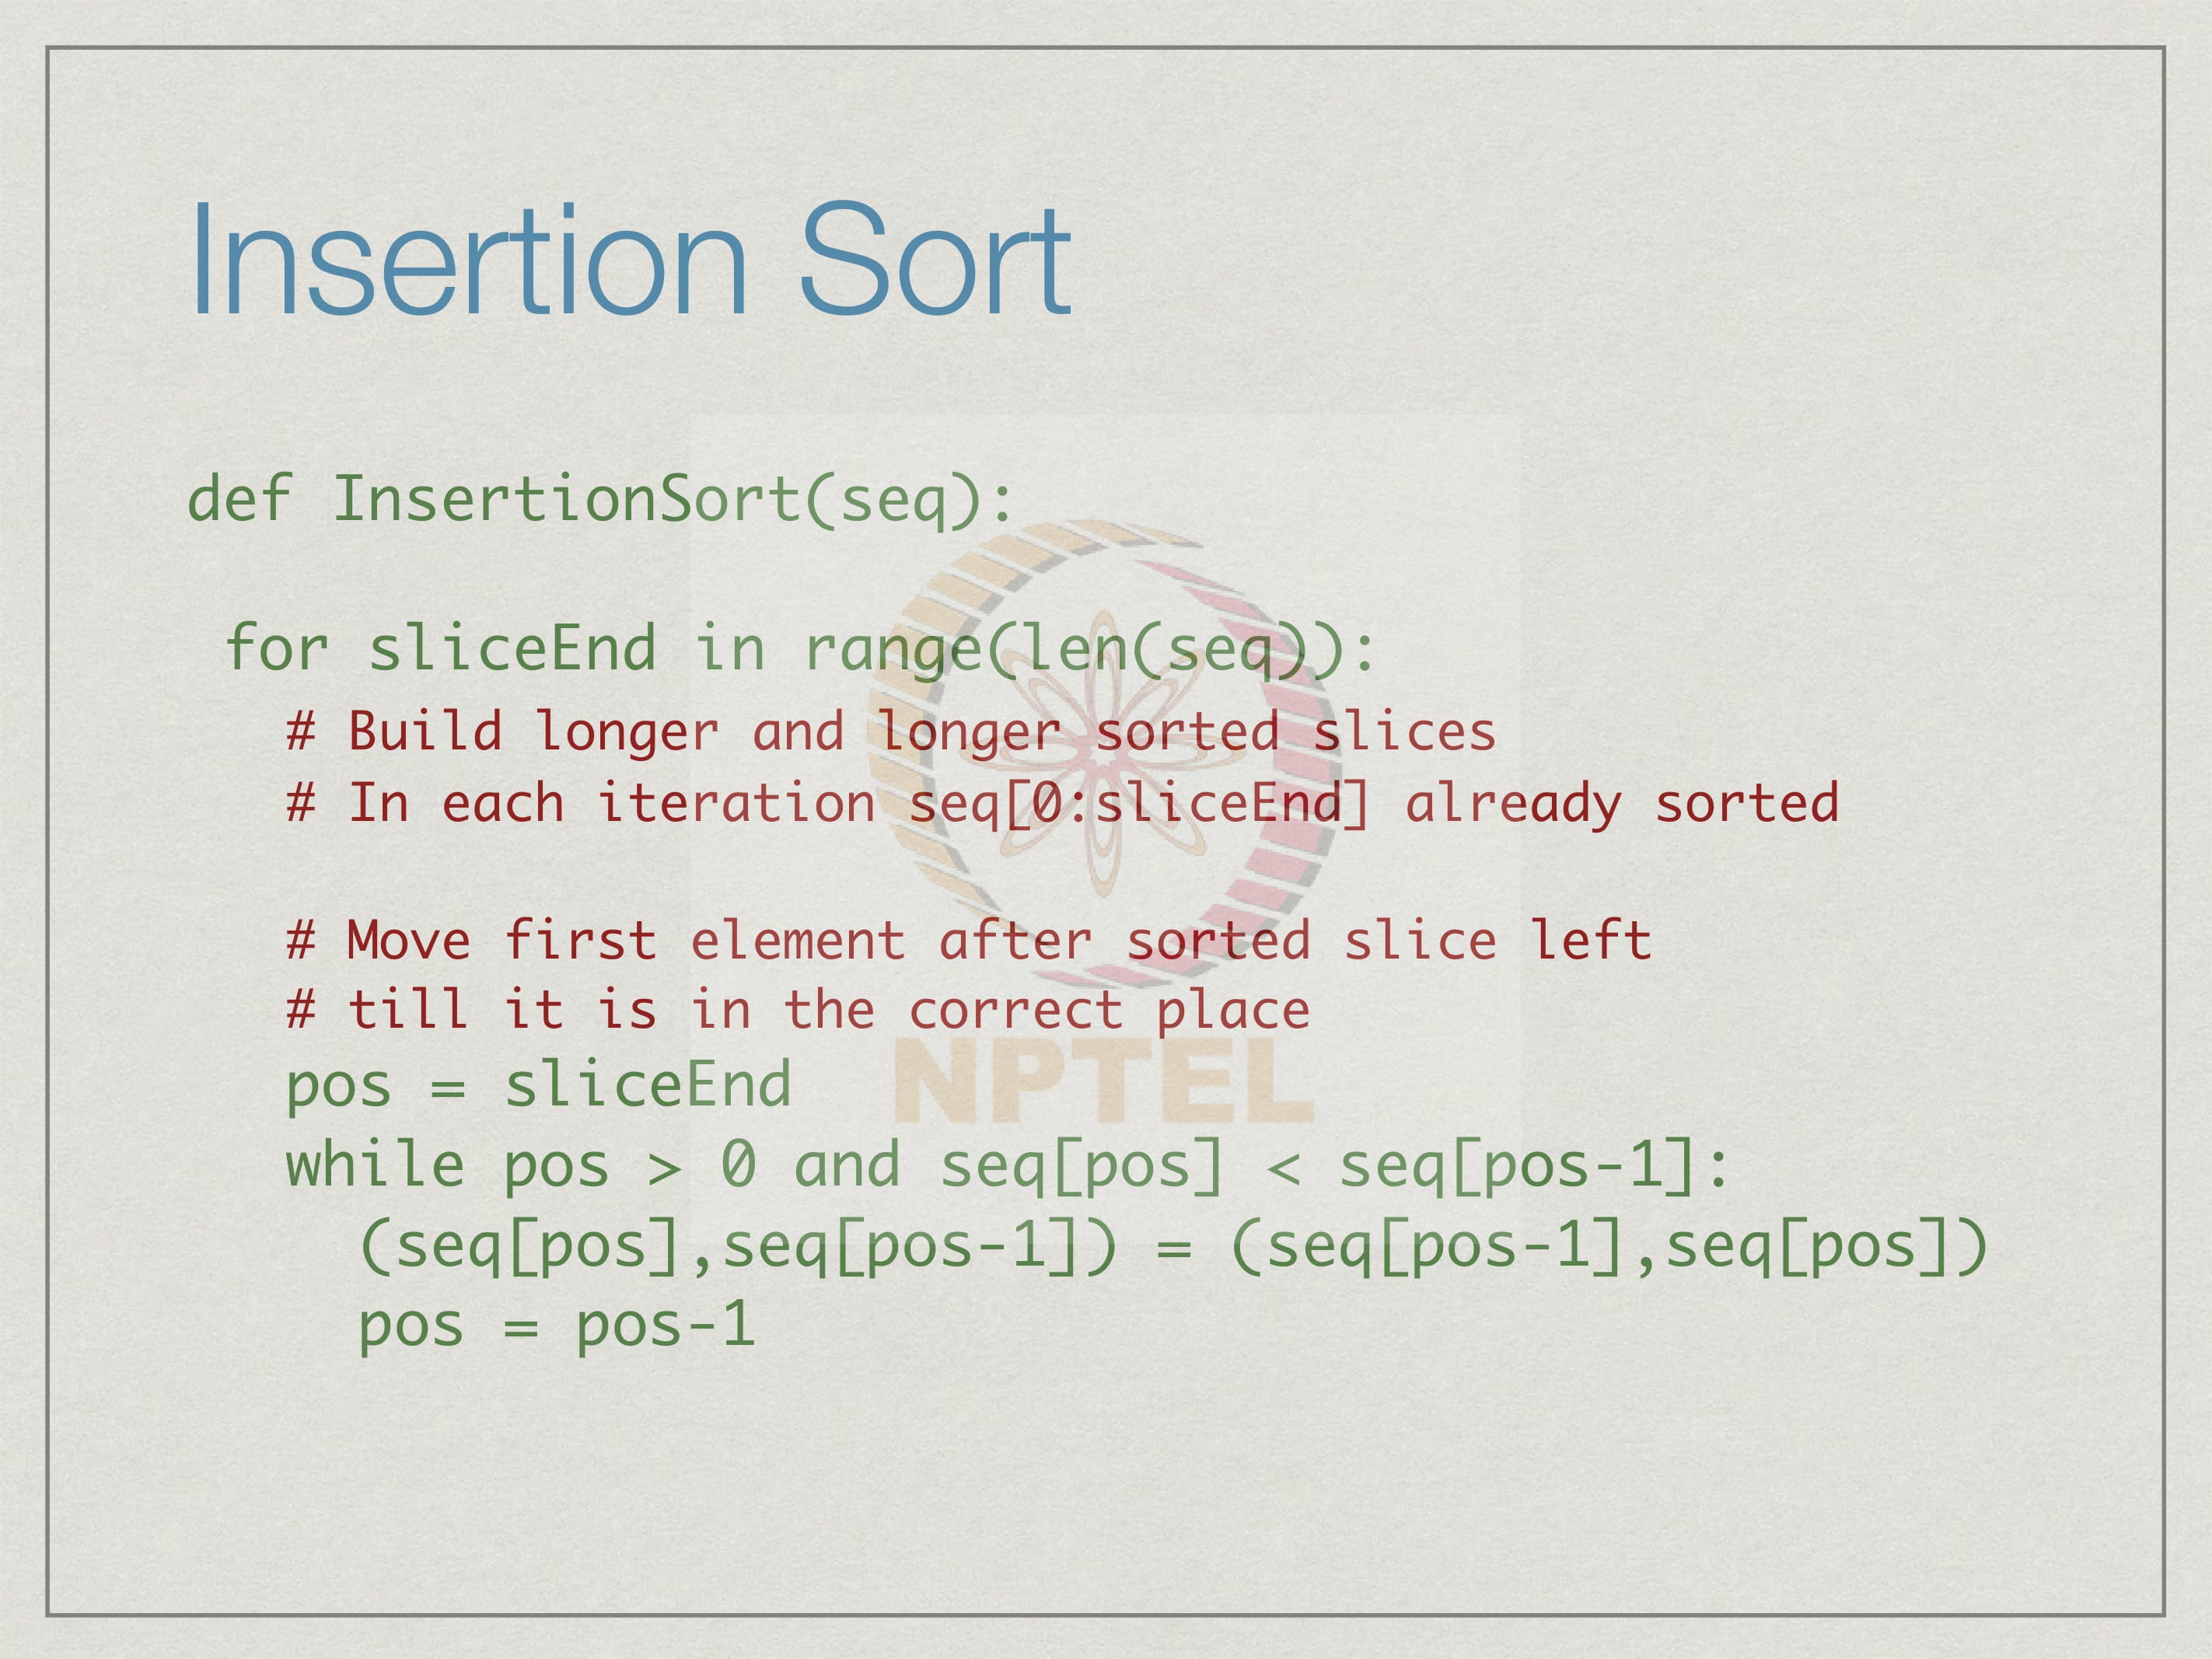 Insertion Sort
def InsertionSort(seq):
for sliceEnd in range(len(seq)):
# Build longer and longer sorted slices
# In each iteration seq[0:sliceEnd] already sorted
# Move first element after sorted slice left
# till it is in the correct place
pos = sliceEnd
while pos > 0 and seq[pos] < seq[pos-1]:
(seq[pos],seq[pos-1]) = (seq[pos-1],seq[pos])
pos = pos-1
NPTEL